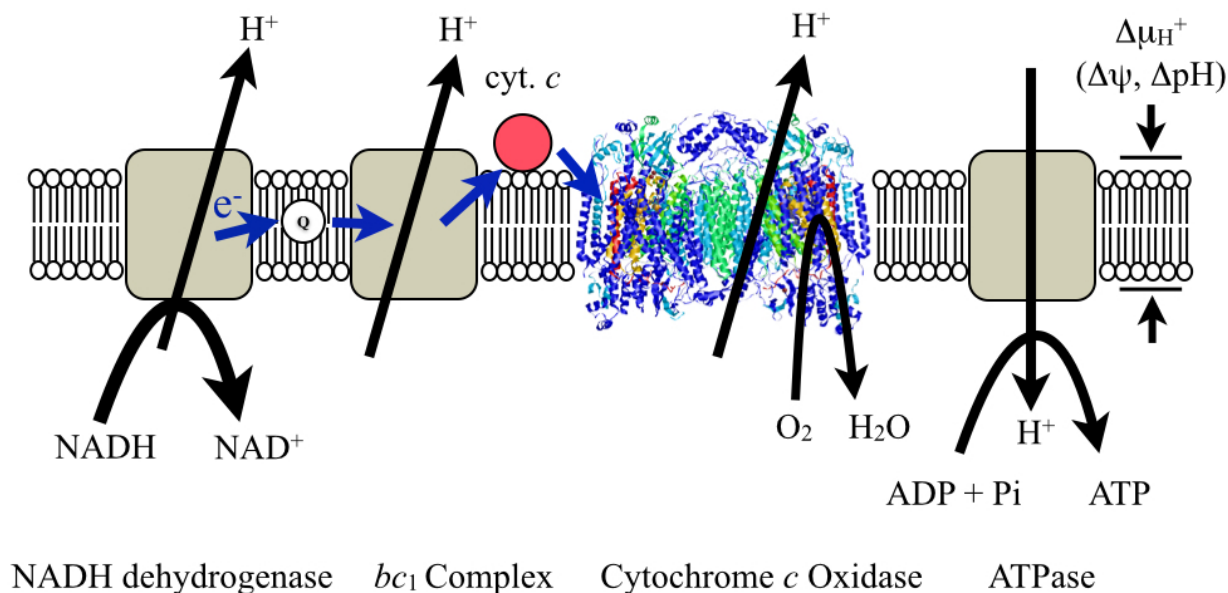 H⁺ H⁺ H⁺ Δμ_H⁺
cyt. c (Δψ, ΔpH)
e⁻ Q
NADH NAD⁺ O₂ H₂O H⁺
ADP + Pi ATP
NADH dehydrogenase bc₁ Complex Cytochrome c Oxidase ATPase